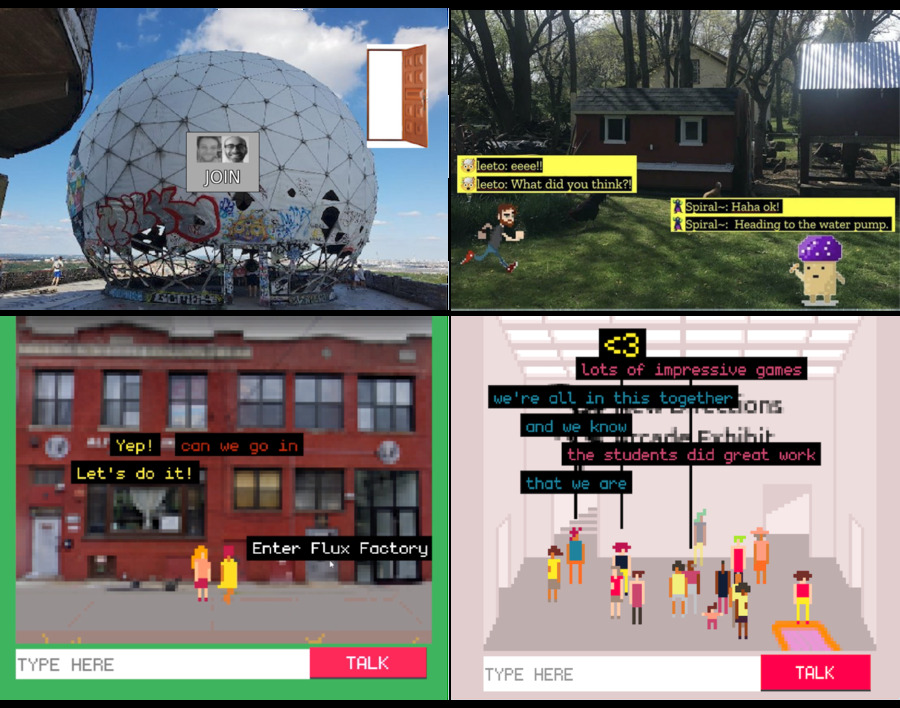 JOIN
leeto: eeee!!
leeto: What did you think?!
Spiral~: Haha ok!
Spiral~: Heading to the water pump.
Yep!
can we go in
Let's do it!
Enter Flux Factory
TYPE HERE
TALK
<3
lots of impressive games
we're all in this together
and we know
the students did great work
that we are
Exhibit
TYPE HERE
TALK